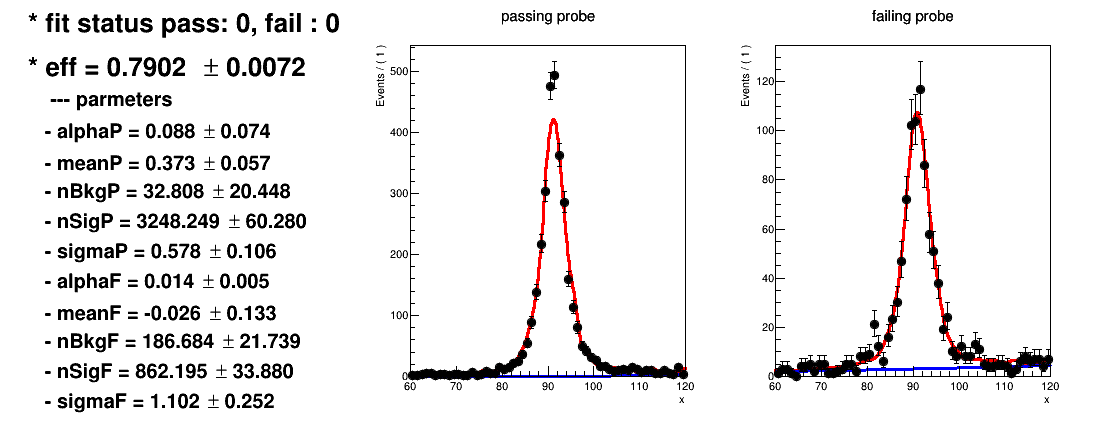 * fit status pass: 0, fail : 0
* eff = 0.7902 ± 0.0072
--- parmeters
- alphaP = 0.088 ± 0.074
- meanP = 0.373 ± 0.057
- nBkgP = 32.808 ± 20.448
- nSigP = 3248.249 ± 60.280
- sigmaP = 0.578 ± 0.106
- alphaF = 0.014 ± 0.005
- meanF = -0.026 ± 0.133
- nBkgF = 186.684 ± 21.739
- nSigF = 862.195 ± 33.880
- sigmaF = 1.102 ± 0.252
passing probe
Events / ( 1 )
500
400
300
200
100
0
60 70 80 90 100 110 120
x
failing probe
Events / ( 1 )
120
100
80
60
40
20
0
60 70 80 90 100 110 120
x